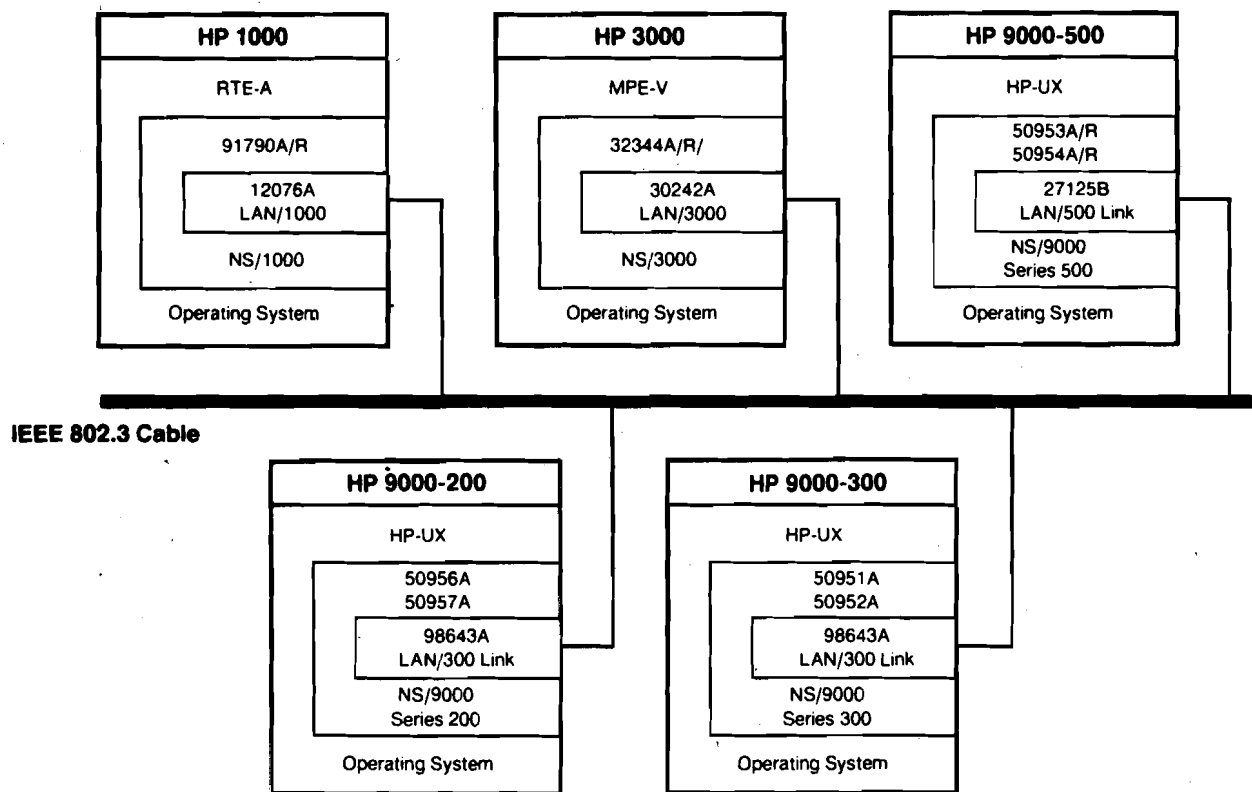 HP 1000
RTE-A
91790A/R
12076A
LAN/1000
NS/1000
Operating System
HP 3000
MPE-V
32344A/R/
30242A
LAN/3000
NS/3000
Operating System
HP 9000-500
HP-UX
50953A/R
50954A/R
27125B
LAN/500 Link
NS/9000
Series 500
Operating System
IEEE 802.3 Cable
HP 9000-200
HP-UX
50956A
50957A
98643A
LAN/300 Link
NS/9000
Series 200
Operating System
HP 9000-300
HP-UX
50951A
50952A
98643A
LAN/300 Link
NS/9000
Series 300
Operating System